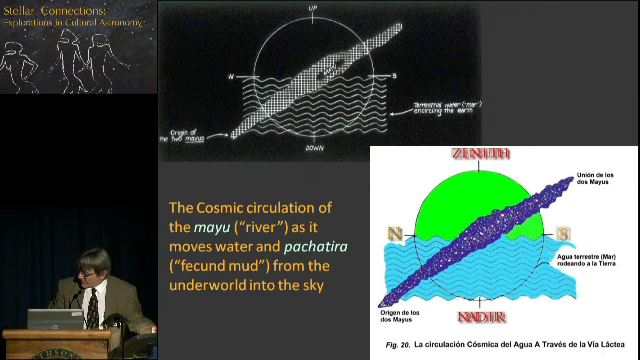 Stellar Connections:
Explorations in Cultural Astronomy
UP
N
S
Terrestrial water ("mar")
encircling the earth
Origin of
the two mayus
DOWN
The Cosmic circulation of
the mayu ("river") as it
moves water and pachatira
("fecund mud") from the
underworld into the sky
ZENITH
Unión de los
dos Mayus
N
S
Agua terrestre (Mar)
rodeando a la Tierra
Origen de los
dos Mayus
NADIR
Fig. 20. La circulación Cósmica del Agua A Través de la Vía Láctea